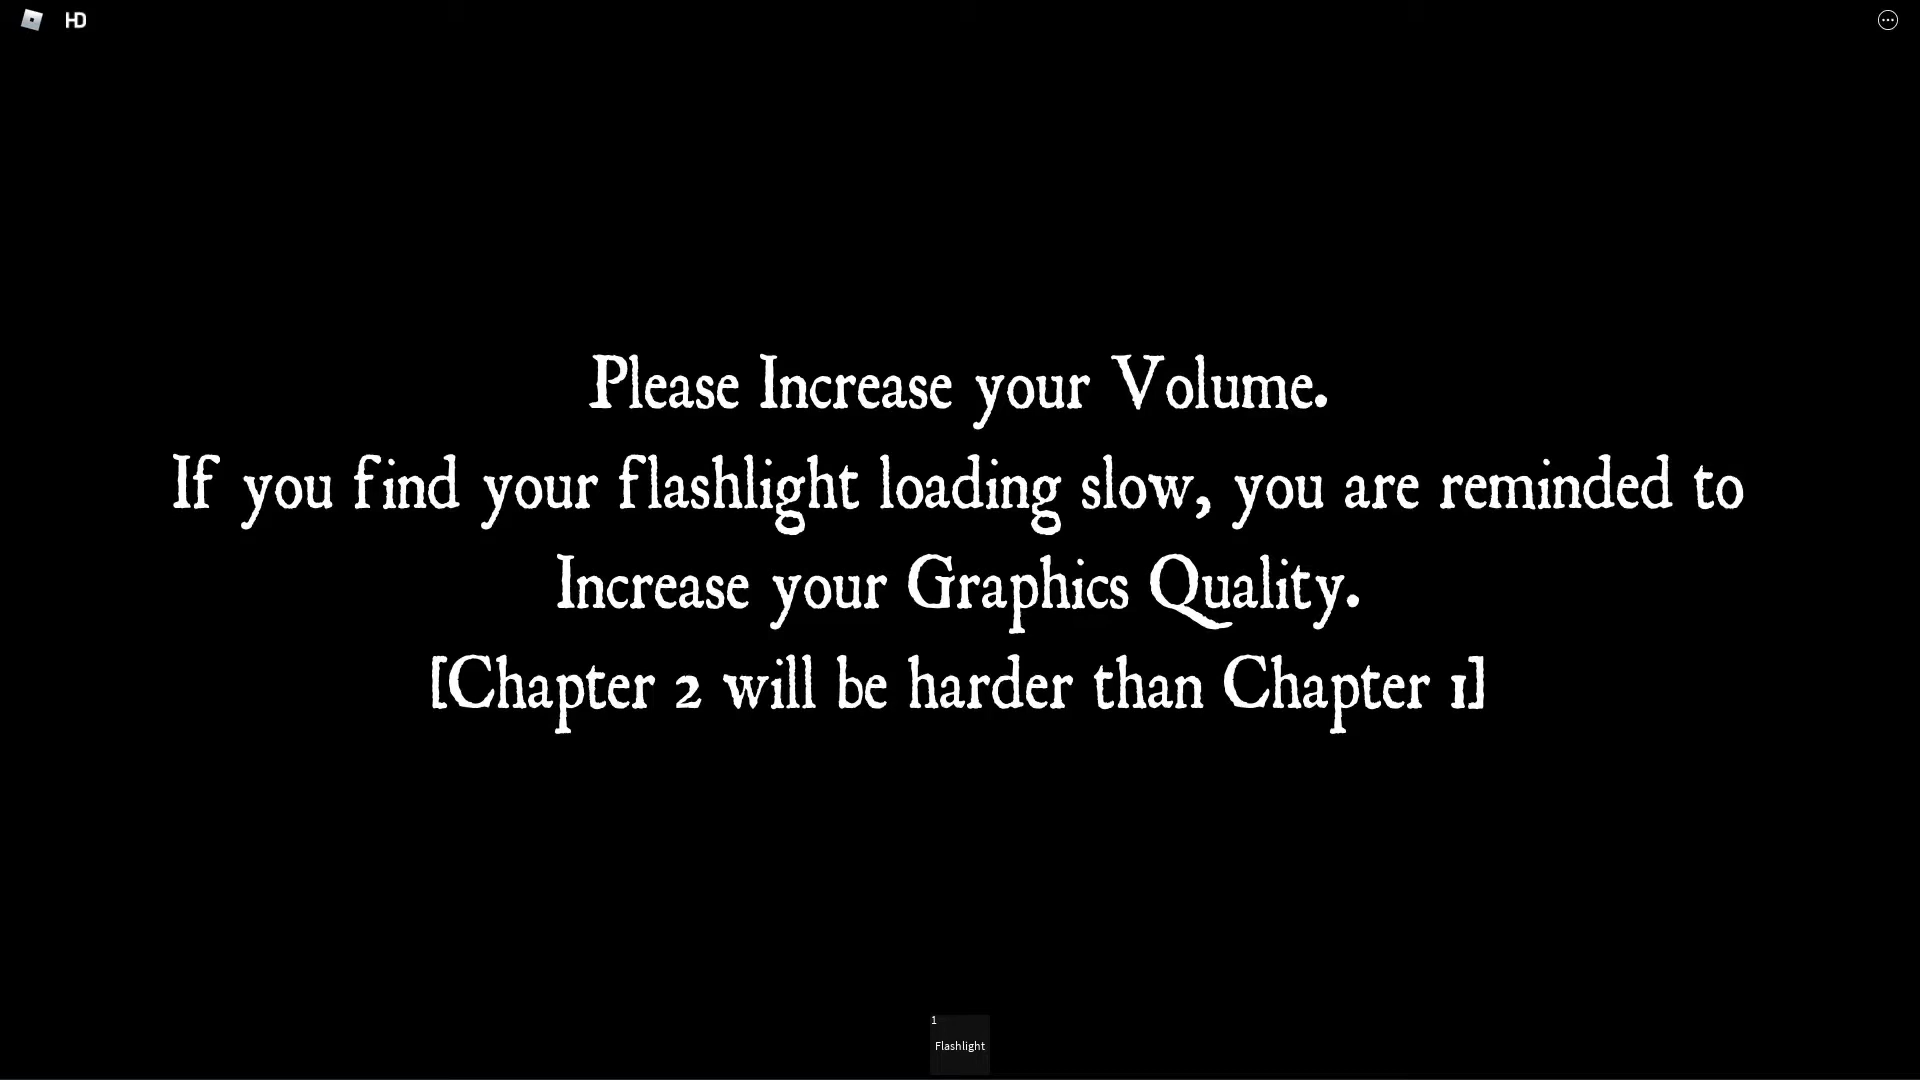 HD
Please Increase your Volume.
If you find your flashlight loading slow, you are reminded to
Increase your Graphics Quality.
[Chapter 2 will be harder than Chapter 1]
1
Flashlight